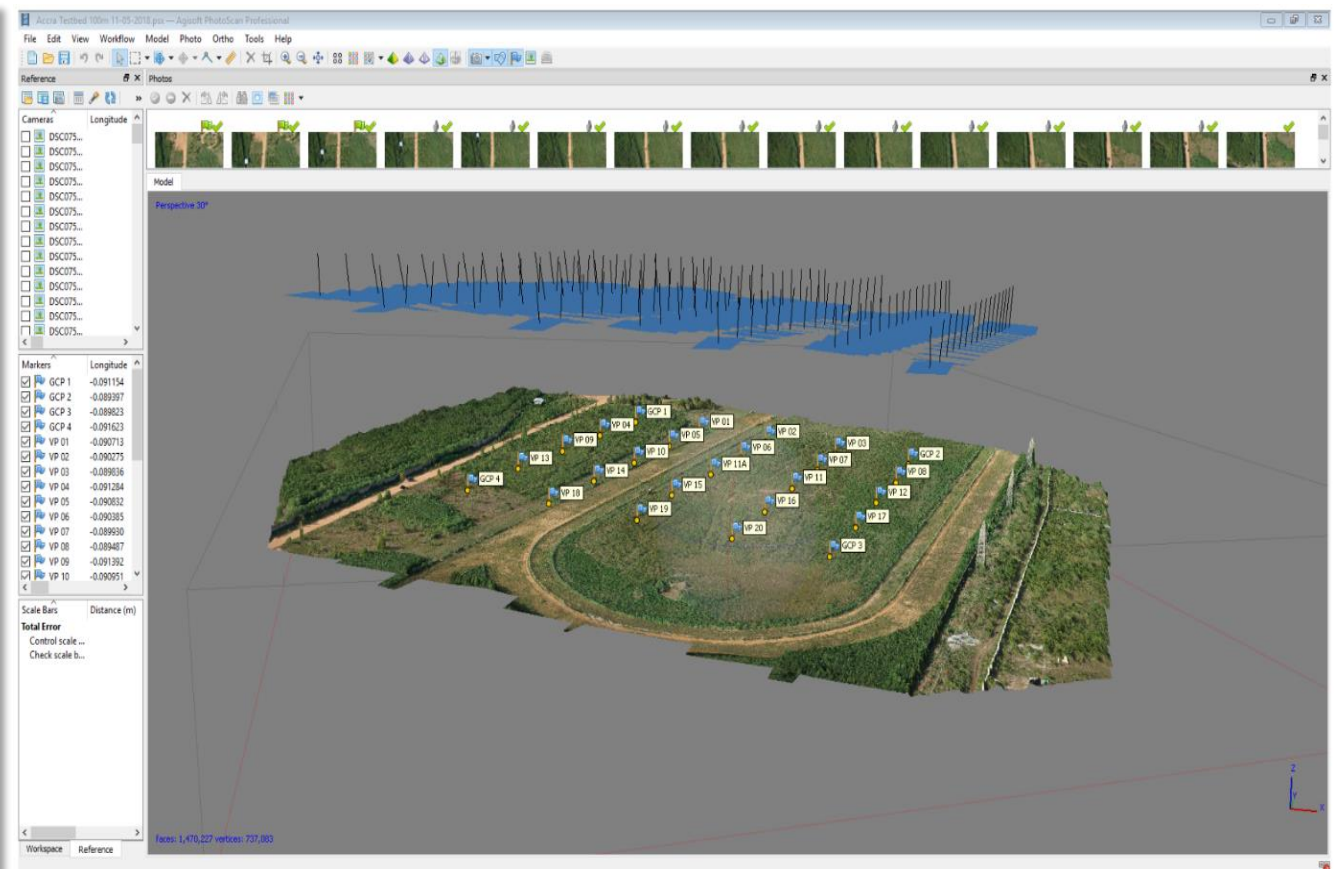 Accra Testbed 100m 11-05-2018.psx — Agisoft PhotoScan Professional
File Edit View Workflow Model Photo Ortho Tools Help
Reference
Photos
Cameras Longitude
DSC075...
DSC075...
DSC075...
DSC075...
DSC075...
DSC075...
DSC075...
DSC075...
DSC075...
DSC075...
DSC075...
DSC075...
DSC075...
DSC075...
Model
Perspective 30°
Markers Longitude
GCP 1 -0.091154
GCP 2 -0.089397
GCP 3 -0.089823
GCP 4 -0.091623
VP 01 -0.090713
VP 02 -0.090275
VP 03 -0.089836
VP 04 -0.091284
VP 05 -0.090832
VP 06 -0.090385
VP 07 -0.089930
VP 08 -0.089487
VP 09 -0.091392
VP 10 -0.090951
GCP 1
VP 01
VP 04
VP 02
VP 05
VP 09
VP 03
VP 06
VP 10
GCP 2
VP 13
VP 07
VP 11A
VP 14
VP 08
GCP 4
VP 11
VP 15
VP 18
VP 12
VP 16
VP 19
VP 17
VP 20
GCP 3
Scale Bars Distance (m)
Total Error
Control scale ...
Check scale b...
Z
Y
X
faces: 1,470,227 vertices: 737,883
Workspace Reference